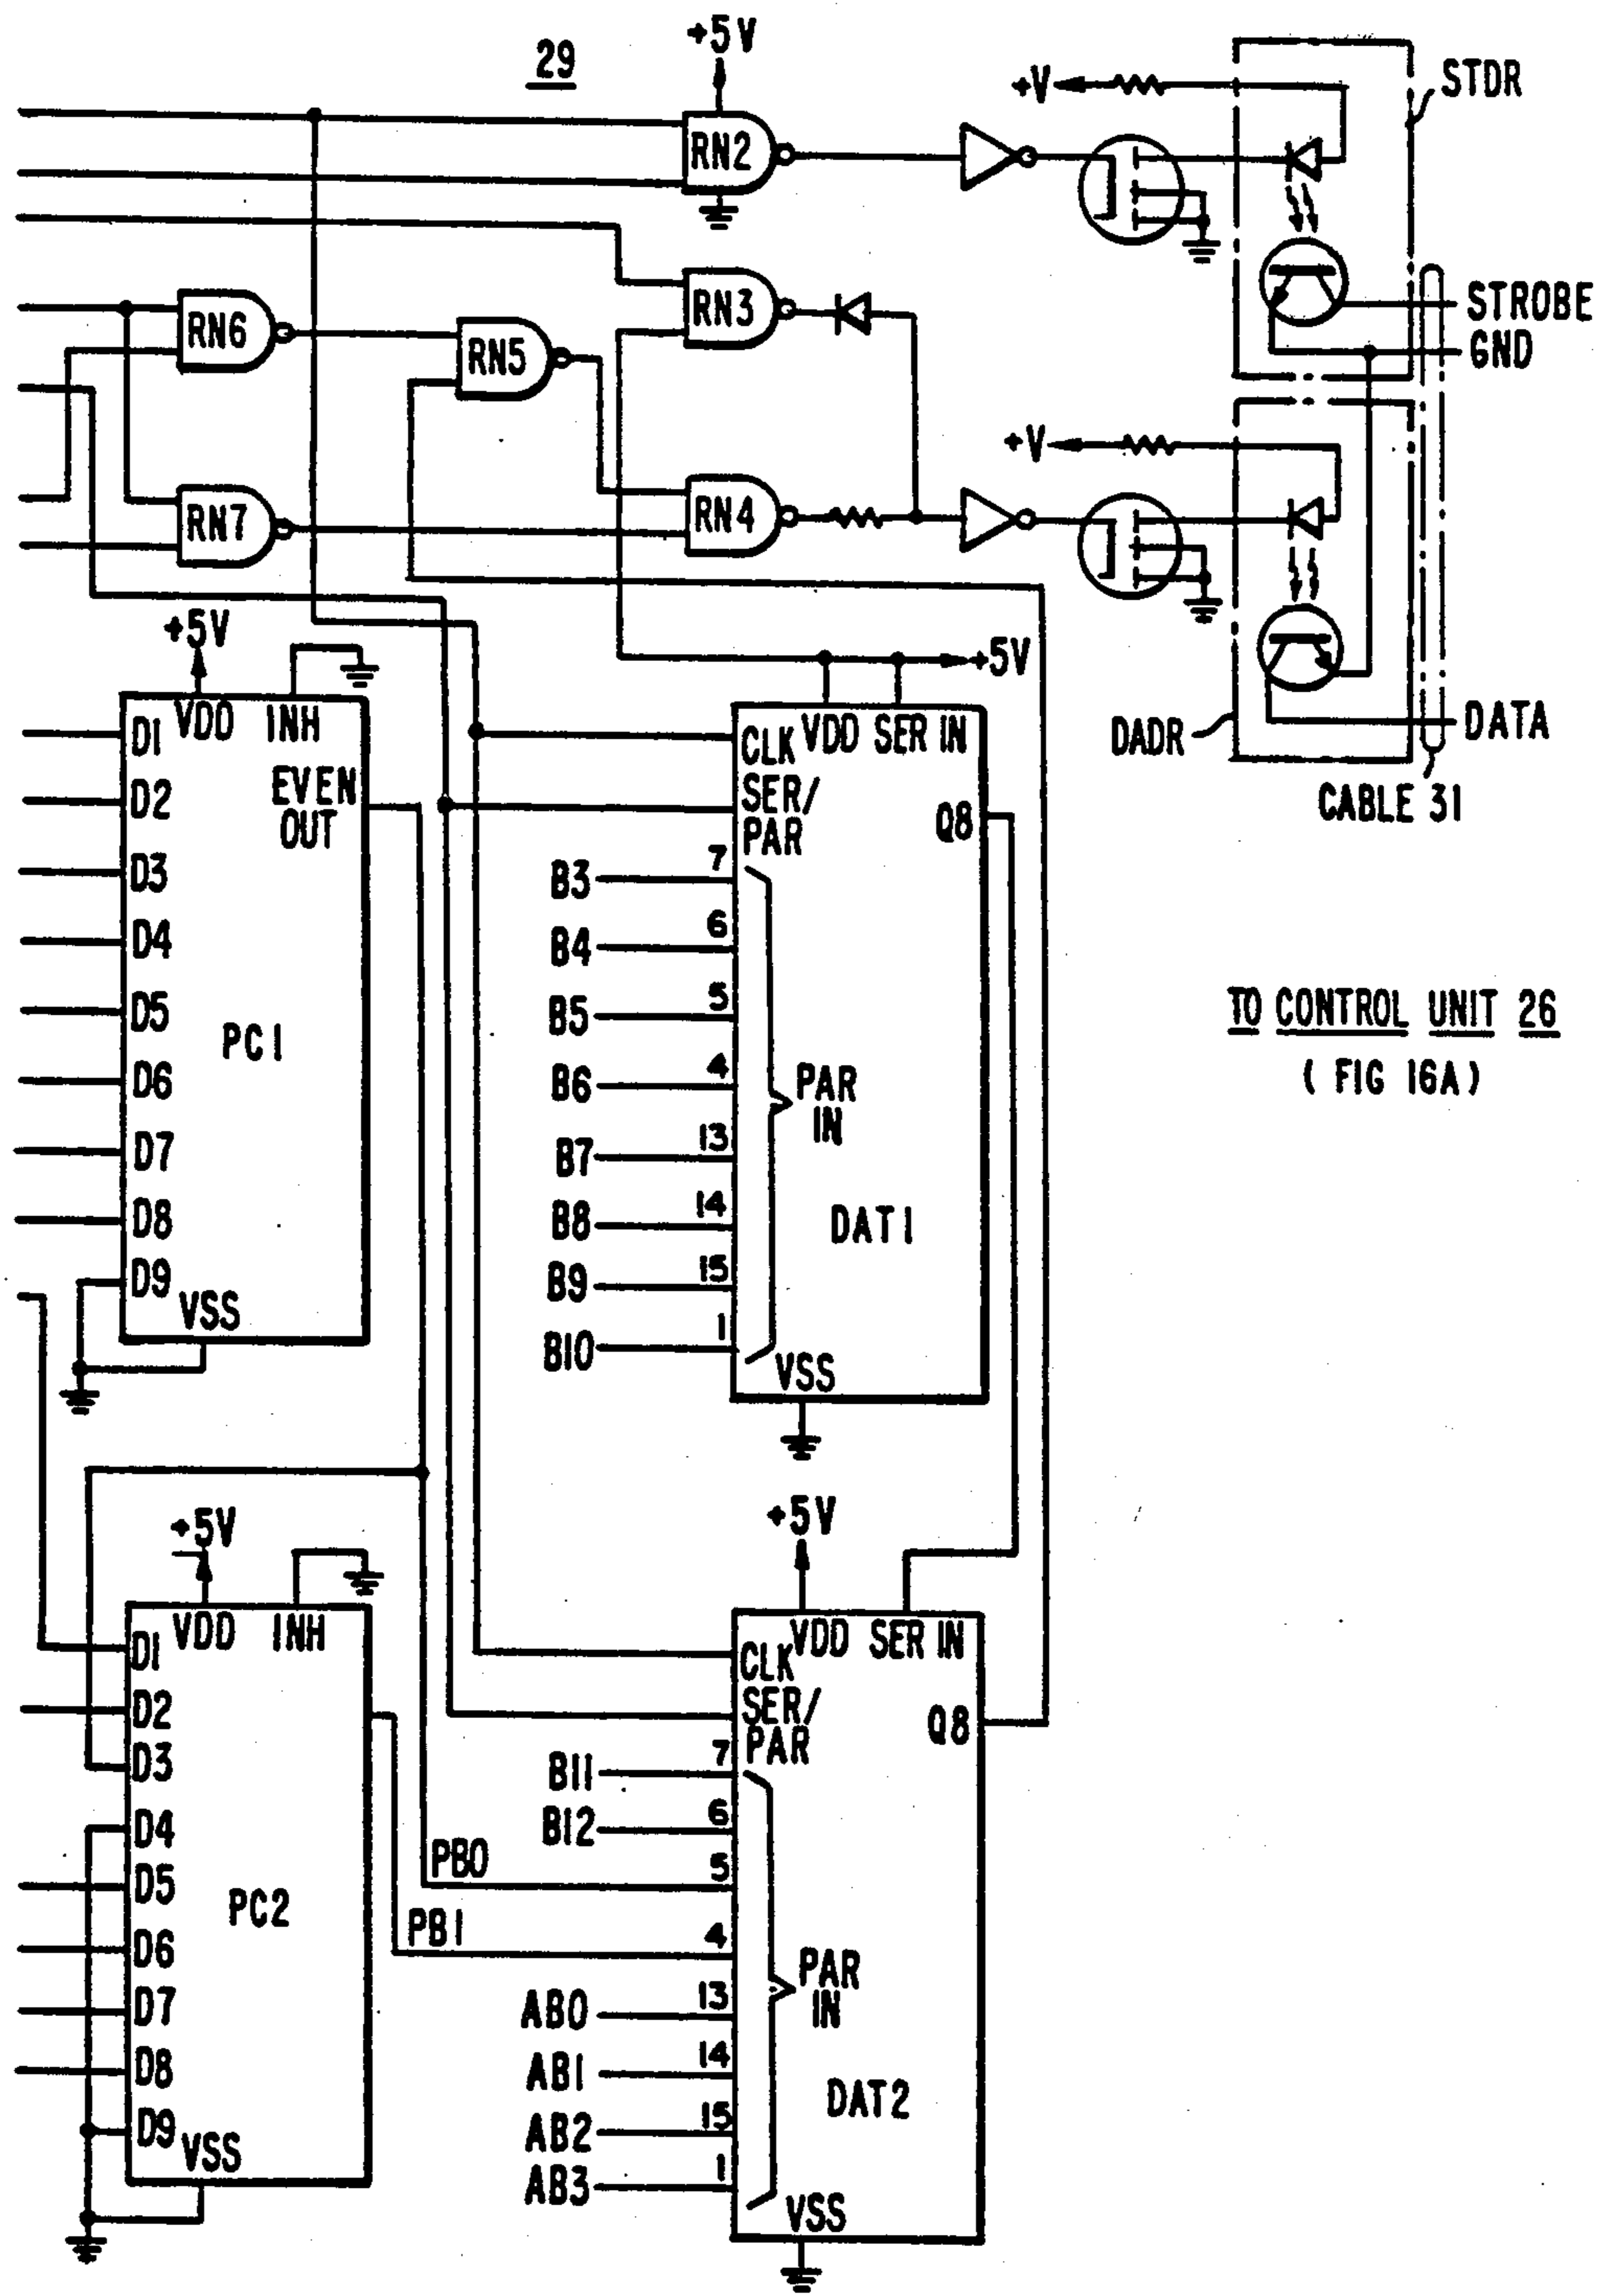 29
+5V
+V
STDR
RN2
RN3
STROBE
GND
RN6
RN5
+V
RN7
RN4
+5V
+5V
DADR
DATA
CABLE 31
VDD INH
D1
D2
D3
D4
D5
D6
D7
D8
D9
EVEN
OUT
PC1
VSS
CLK VDD SER IN
SER/
PAR
Q8
B3 7
B4 6
B5 5
B6 4
B7 13
B8 14
B9 15
B10 1
PAR
IN
DAT1
VSS
TO CONTROL UNIT 26
( FIG 16A)
+5V
+5V
VDD INH
D1
D2
D3
D4
D5
D6
D7
D8
D9
PC2
VSS
PB0
PB1
CLK VDD SER IN
SER/
PAR
Q8
B11 7
B12 6
5
4
AB0 13
AB1 14
AB2 15
AB3 1
PAR
IN
DAT2
VSS